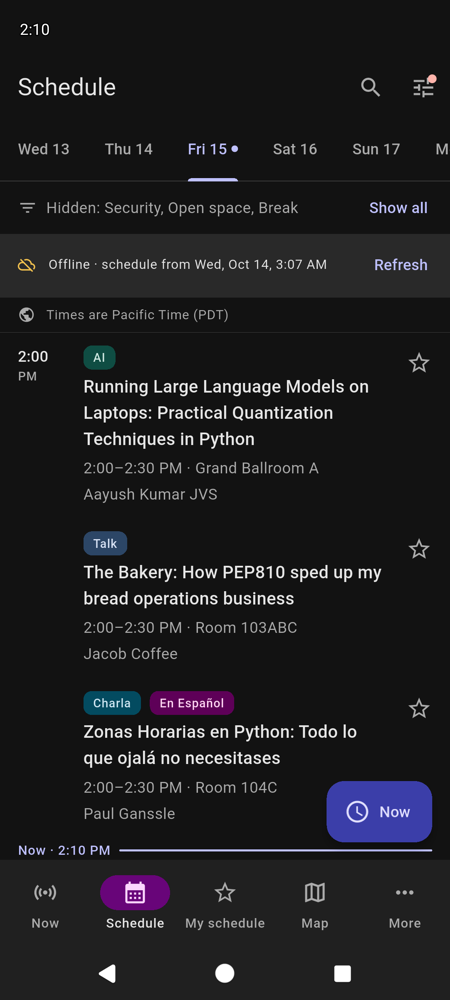 2:10
Schedule
Wed 13 Thu 14 Fri 15 Sat 16 Sun 17 M
Hidden: Security, Open space, Break Show all
Offline · schedule from Wed, Oct 14, 3:07 AM Refresh
Times are Pacific Time (PDT)
2:00
PM
AI
Running Large Language Models on
Laptops: Practical Quantization
Techniques in Python
2:00–2:30 PM · Grand Ballroom A
Aayush Kumar JVS
Talk
The Bakery: How PEP810 sped up my
bread operations business
2:00–2:30 PM · Room 103ABC
Jacob Coffee
Charla En Español
Zonas Horarias en Python: Todo lo
que ojalá no necesitases
2:00–2:30 PM · Room 104C
Paul Ganssle
Now
Now · 2:10 PM
Now Schedule My schedule Map More